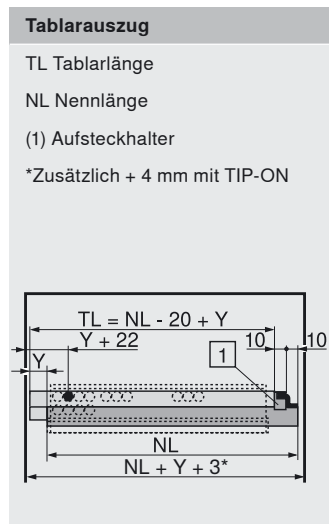 Tablarauszug
TL Tablarlänge
NL Nennlänge
(1) Aufsteckhalter
*Zusätzlich + 4 mm mit TIP-ON
TL = NL - 20 + Y
Y + 22
10
10
1
Y
NL
NL + Y + 3*